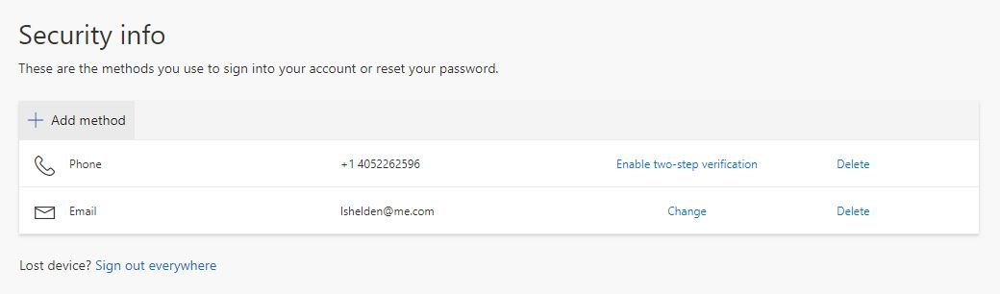 Security info
These are the methods you use to sign into your account or reset your password.
Add method
Phone +1 4052262596 Enable two-step verification Delete
Email lshelden@me.com Change Delete
Lost device? Sign out everywhere